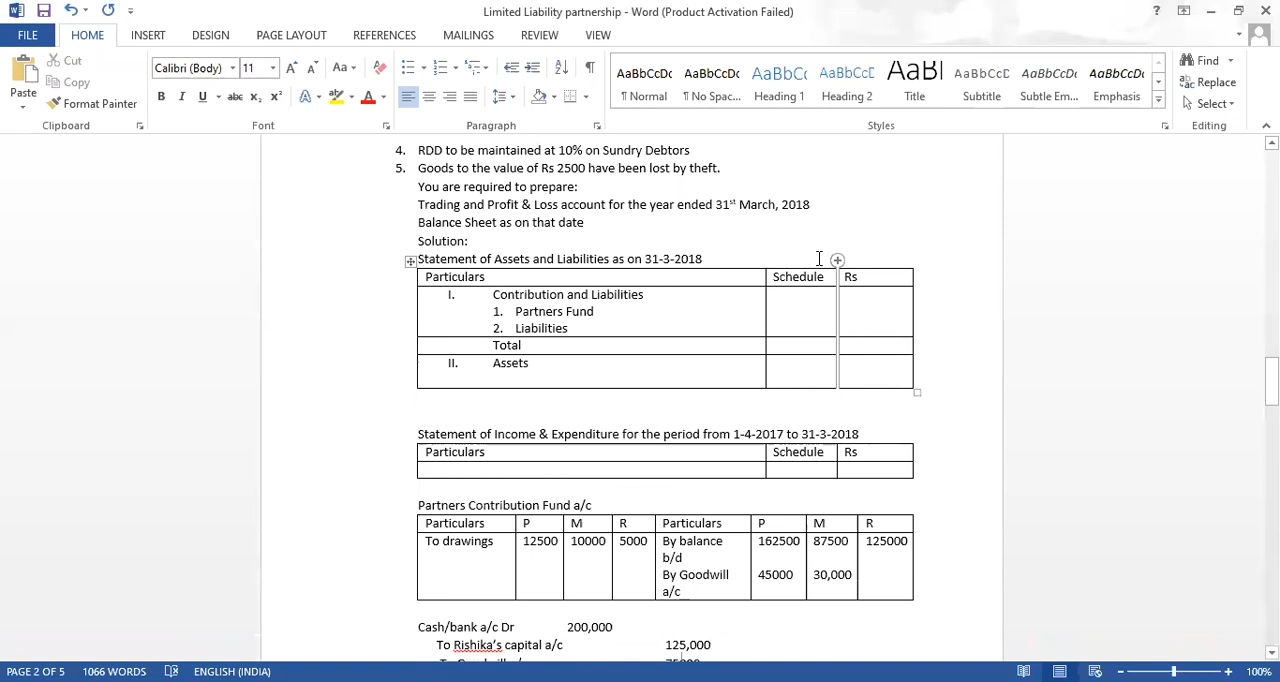 Limited Liability partnership - Word (Product Activation Failed)
FILE HOME INSERT DESIGN PAGE LAYOUT REFERENCES MAILINGS REVIEW VIEW
Paste
Cut
Copy
Format Painter
Clipboard
Calibri (Body) 11
Font
Paragraph
AaBbCcDc AaBbCcDc AaBbCc AaBbCcC AaBl AaBbCcC AaBbCcDc AaBbCcDc
¶ Normal ¶ No Spac... Heading 1 Heading 2 Title Subtitle Subtle Em... Emphasis
Styles
Find
Replace
Select
Editing
4. RDD to be maintained at 10% on Sundry Debtors
5. Goods to the value of Rs 2500 have been lost by theft.
You are required to prepare:
Trading and Profit & Loss account for the year ended 31st March, 2018
Balance Sheet as on that date
Solution:
Statement of Assets and Liabilities as on 31-3-2018
Particulars Schedule Rs
I. Contribution and Liabilities
1. Partners Fund
2. Liabilities
Total
II. Assets
Statement of Income & Expenditure for the period from 1-4-2017 to 31-3-2018
Particulars Schedule Rs
Partners Contribution Fund a/c
Particulars P M R Particulars P M R
To drawings 12500 10000 5000 By balance b/d 162500 87500 125000
By Goodwill a/c 45000 30,000
Cash/bank a/c Dr 200,000
To Rishika's capital a/c 125,000
PAGE 2 OF 5 1066 WORDS ENGLISH (INDIA) 100%